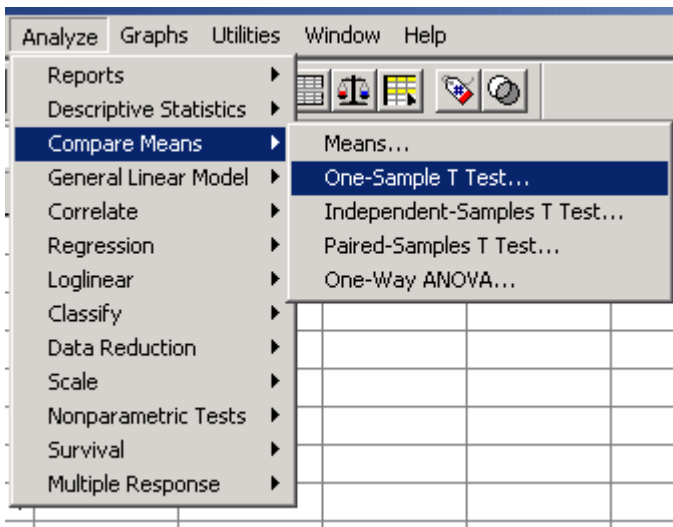 Analyze Graphs Utilities Window Help
Reports
Descriptive Statistics
Compare Means
General Linear Model
Correlate
Regression
Loglinear
Classify
Data Reduction
Scale
Nonparametric Tests
Survival
Multiple Response
Means...
One-Sample T Test...
Independent-Samples T Test...
Paired-Samples T Test...
One-Way ANOVA...